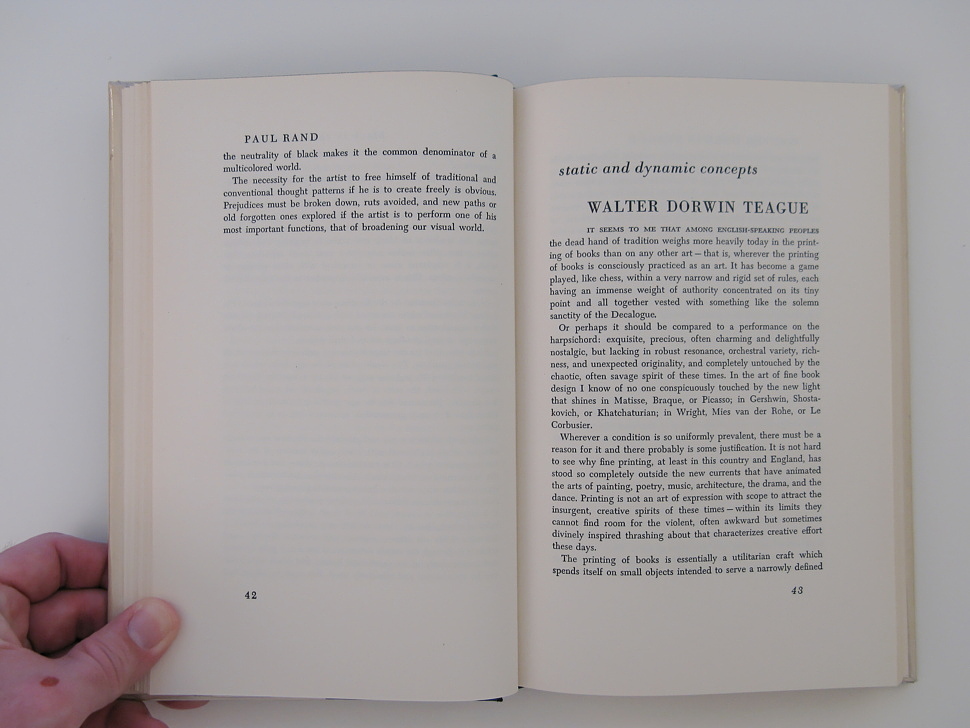 PAUL RAND
the neutrality of black makes it the common denominator of a
multicolored world.
The necessity for the artist to free himself of traditional and
conventional thought patterns if he is to create freely is obvious.
Prejudices must be broken down, ruts avoided, and new paths or
old forgotten ones explored if the artist is to perform one of his
most important functions, that of broadening our visual world.
42
static and dynamic concepts
WALTER DORWIN TEAGUE
IT SEEMS TO ME THAT AMONG ENGLISH-SPEAKING PEOPLES
the dead hand of tradition weighs more heavily today in the print-
ing of books than on any other art — that is, wherever the printing
of books is consciously practiced as an art. It has become a game
played, like chess, within a very narrow and rigid set of rules, each
having an immense weight of authority concentrated on its tiny
point and all together vested with something like the solemn
sanctity of the Decalogue.
Or perhaps it should be compared to a performance on the
harpsichord: exquisite, precious, often charming and delightfully
nostalgic, but lacking in robust resonance, orchestral variety, rich-
ness, and unexpected originality, and completely untouched by the
chaotic, often savage spirit of these times. In the art of fine book
design I know of no one conspicuously touched by the new light
that shines in Matisse, Braque, or Picasso; in Gershwin, Shosta-
kovich, or Khatchaturian; in Wright, Mies van der Rohe, or Le
Corbusier.
Wherever a condition is so uniformly prevalent, there must be a
reason for it and there probably is some justification. It is not hard
to see why fine printing, at least in this country and England, has
stood so completely outside the new currents that have animated
the arts of painting, poetry, music, architecture, the drama, and the
dance. Printing is not an art of expression with scope to attract the
insurgent, creative spirits of these times — within its limits they
cannot find room for the violent, often awkward but sometimes
divinely inspired thrashing about that characterizes creative effort
these days.
The printing of books is essentially a utilitarian craft which
spends itself on small objects intended to serve a narrowly defined
43